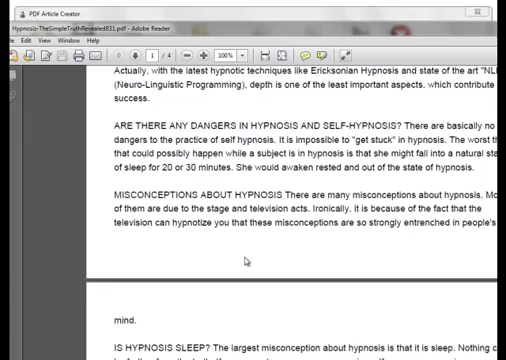 PDF Article Creator
Hypnosis-TheSimpleTruthRevealed831.pdf - Adobe Reader
Edit View Window Help
1 / 4 100%
Actually, with the latest hypnotic techniques like Ericksonian Hypnosis and state of the art "NL
(Neuro-Linguistic Programming), depth is one of the least important aspects. which contribute
success.
ARE THERE ANY DANGERS IN HYPNOSIS AND SELF-HYPNOSIS? There are basically no
dangers to the practice of self hypnosis. It is impossible to "get stuck" in hypnosis. The worst th
that could possibly happen while a subject is in hypnosis is that she might fall into a natural sta
of sleep for 20 or 30 minutes. She would awaken rested and out of the state of hypnosis.
MISCONCEPTIONS ABOUT HYPNOSIS There are many misconceptions about hypnosis. Mo
of them are due to the stage and television acts. Ironically, it is because of the fact that the
television can hypnotize you that these misconceptions are so strongly entrenched in people's
mind.
IS HYPNOSIS SLEEP? The largest misconception about hypnosis is that it is sleep. Nothing c